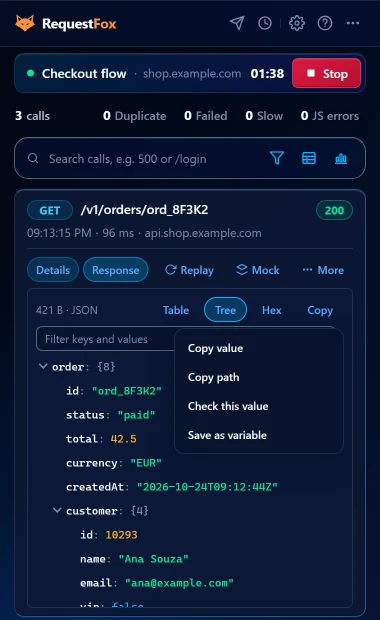 RequestFox
Checkout flow · shop.example.com 01:38 Stop
3 calls 0 Duplicate 0 Failed 0 Slow 0 JS errors
Search calls, e.g. 500 or /login
GET /v1/orders/ord_8F3K2 200
09:13:15 PM · 96 ms · api.shop.example.com
Details Response Replay Mock ··· More
421 B · JSON Table Tree Hex Copy
Filter keys and values
Copy value
Copy path
Check this value
Save as variable
order: {8}
id: "ord_8F3K2"
status: "paid"
total: 42.5
currency: "EUR"
createdAt: "2026-10-24T09:12:44Z"
customer: {4}
id: 10293
name: "Ana Souza"
email: "ana@example.com"
vip: false